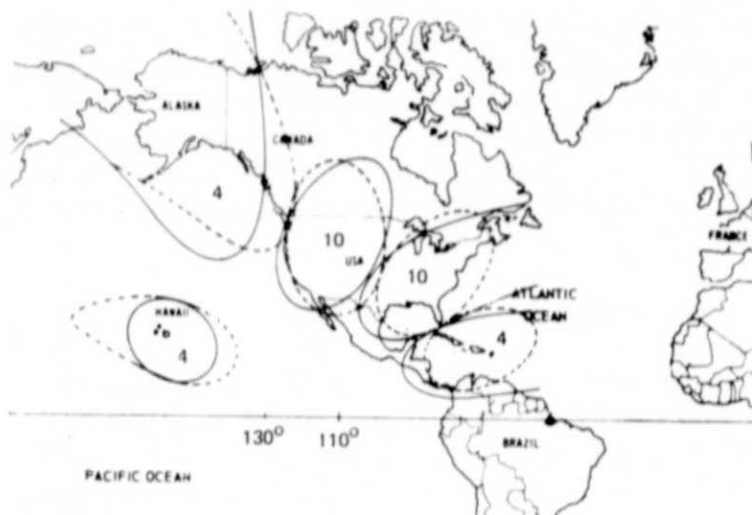 ALASKA
CANADA
4
10
USA
10
FRANCE
HAWAII
4
ATLANTIC
OCEAN
4
130° 110°
BRAZIL
PACIFIC OCEAN